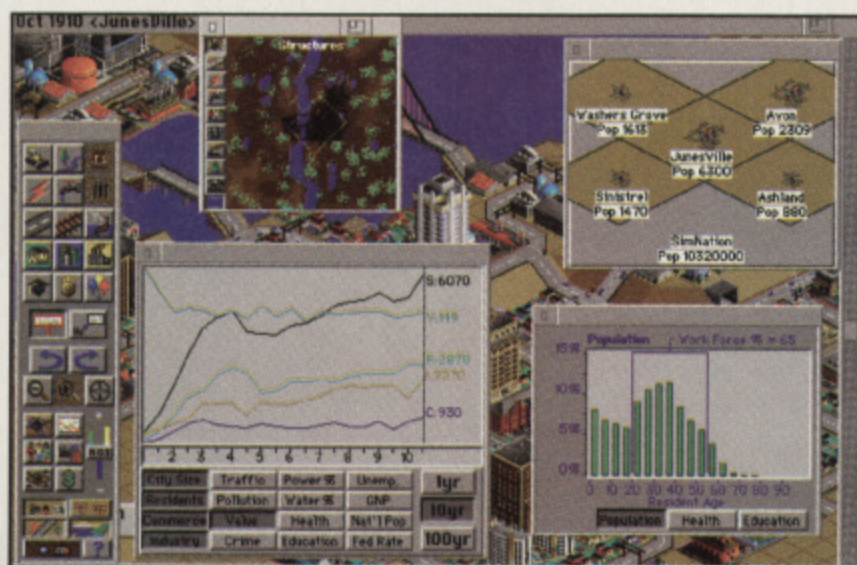 Oct 1910 <JunesVille>
Structures
Washers Grove
Pop 1618
Avon
Pop 2309
JunesVille
Pop 6300
Sinistrel
Pop 1470
Ashland
Pop 880
SimNation
Pop 10320000
S:6070
V:119
R:2870
C:930
1 2 3 4 5 6 7 8 9 10
City Size Traffic Power% Unemp.
Residents Pollution Water% GNP
Commerce Value Health Nat'l Pop
Industry Crime Education Fed Rate
1yr
10yr
100yr
Population Work Force % = 65
15%
10%
5%
0%
0 10 20 30 40 50 60 70 80 90
Resident Age
Population Health Education
?